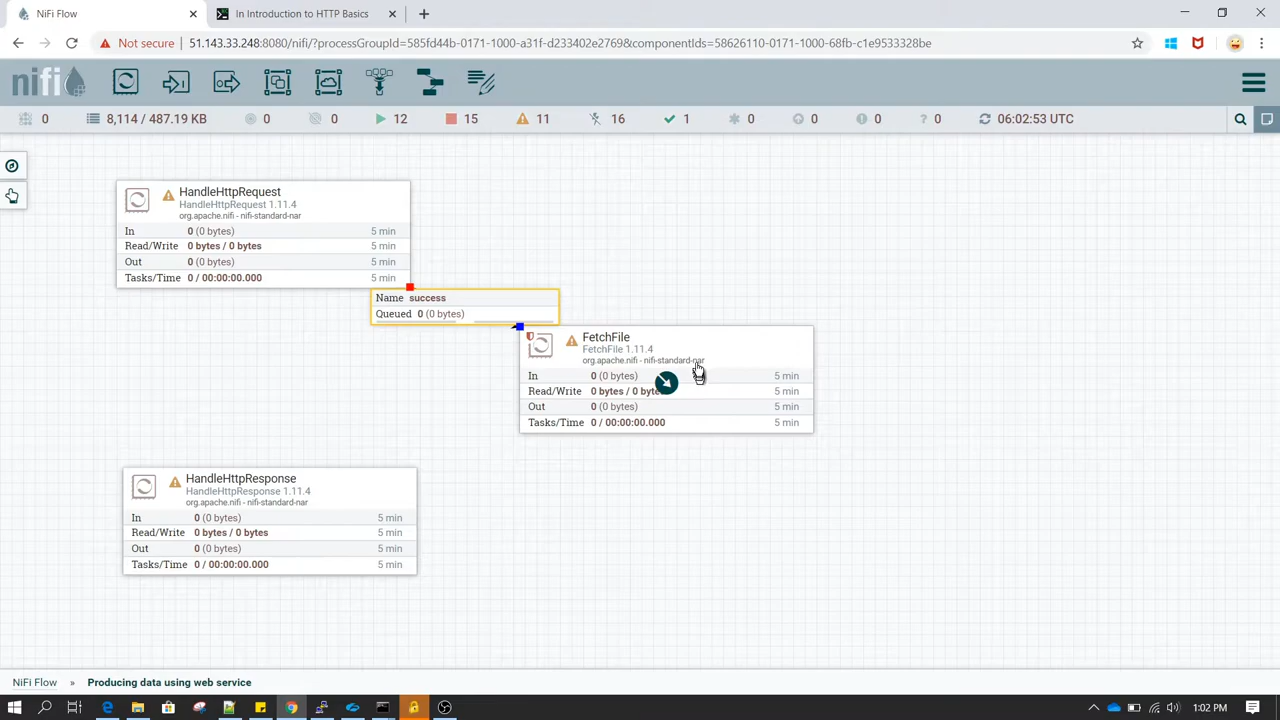 NiFi Flow
In Introduction to HTTP Basics
Not secure
51.143.33.248:8080/nifi/?processGroupId=585fd44b-0171-1000-a31f-d233402e2769&componentIds=58626110-0171-1000-68fb-c1e9533328be
nifi
0 8,114 / 487.19 KB 0 0 12 15 11 16 1 0 0 0 0 06:02:53 UTC
HandleHttpRequest
HandleHttpRequest 1.11.4
org.apache.nifi - nifi-standard-nar
In 0 (0 bytes) 5 min
Read/Write 0 bytes / 0 bytes 5 min
Out 0 (0 bytes) 5 min
Tasks/Time 0 / 00:00:00.000 5 min
Name success
Queued 0 (0 bytes)
FetchFile
FetchFile 1.11.4
org.apache.nifi - nifi-standard-nar
In 0 (0 bytes) 5 min
Read/Write 0 bytes / 0 byte 5 min
Out 0 (0 bytes) 5 min
Tasks/Time 0 / 00:00:00.000 5 min
HandleHttpResponse
HandleHttpResponse 1.11.4
org.apache.nifi - nifi-standard-nar
In 0 (0 bytes) 5 min
Read/Write 0 bytes / 0 bytes 5 min
Out 0 (0 bytes) 5 min
Tasks/Time 0 / 00:00:00.000 5 min
NiFi Flow » Producing data using web service
1:02 PM